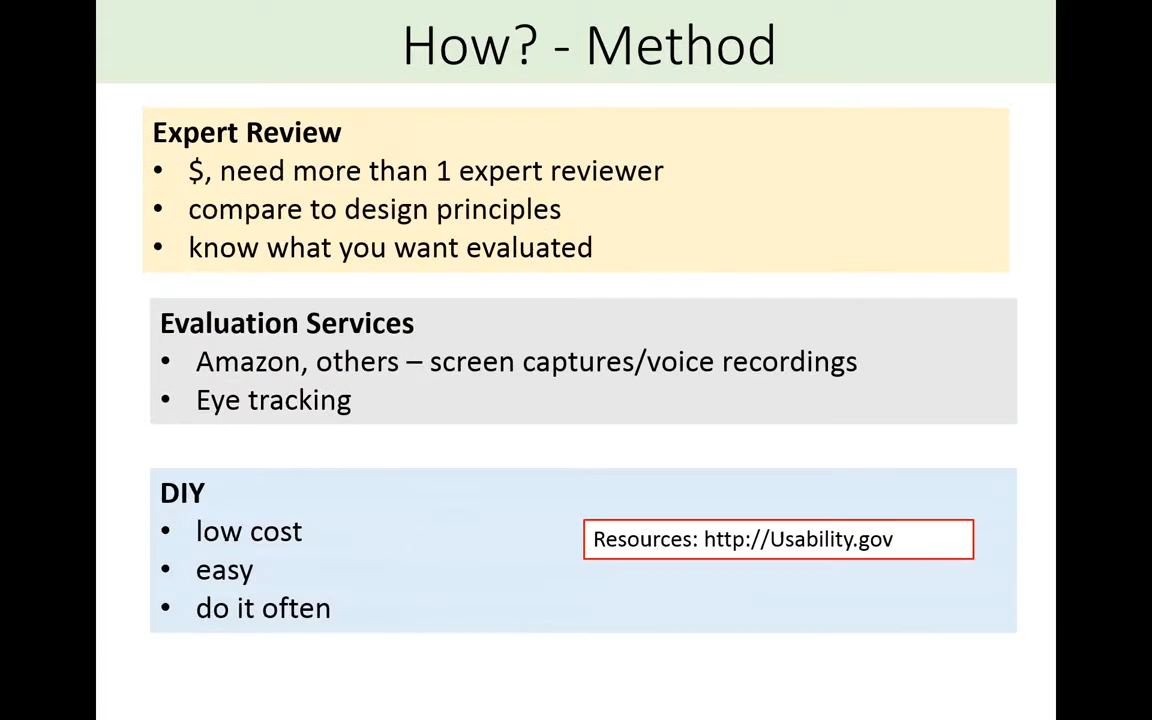 How? - Method
Expert Review
• $, need more than 1 expert reviewer
• compare to design principles
• know what you want evaluated
Evaluation Services
• Amazon, others – screen captures/voice recordings
• Eye tracking
DIY
• low cost
• easy
• do it often
Resources: http://Usability.gov